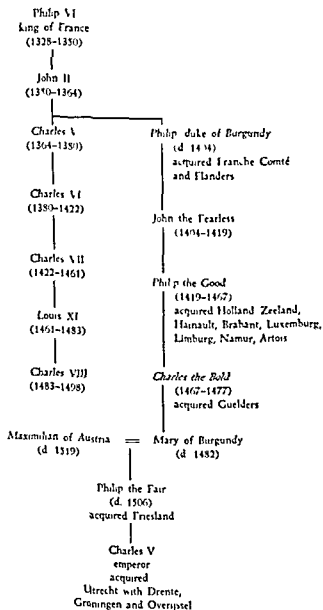 Philip VI
king of France
(1328-1350)
John II
(1350-1364)
Charles V
(1364-1380)
Philip duke of Burgundy
(d 1404)
acquired Franche Comté
and Flanders
Charles VI
(1380-1422)
John the Fearless
(1404-1419)
Charles VII
(1422-1461)
Philip the Good
(1419-1467)
acquired Holland Zeeland,
Hainault, Brabant, Luxemburg,
Limburg, Namur, Artois
Louis XI
(1461-1483)
Charles VIII
(1483-1498)
Charles the Bold
(1467-1477)
acquired Guelders
Maximilian of Austria = Mary of Burgundy
(d 1519)
(d 1482)
Philip the Fair
(d. 1506)
acquired Friesland
Charles V
emperor
acquired
Utrecht with Drente,
Groningen and Overijssel